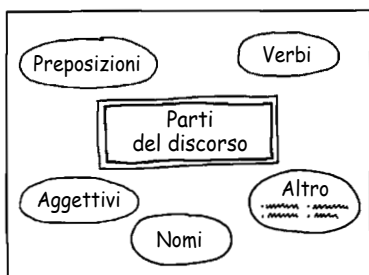 Preposizioni
Verbi
Parti
del discorso
Aggettivi
Altro
Nomi